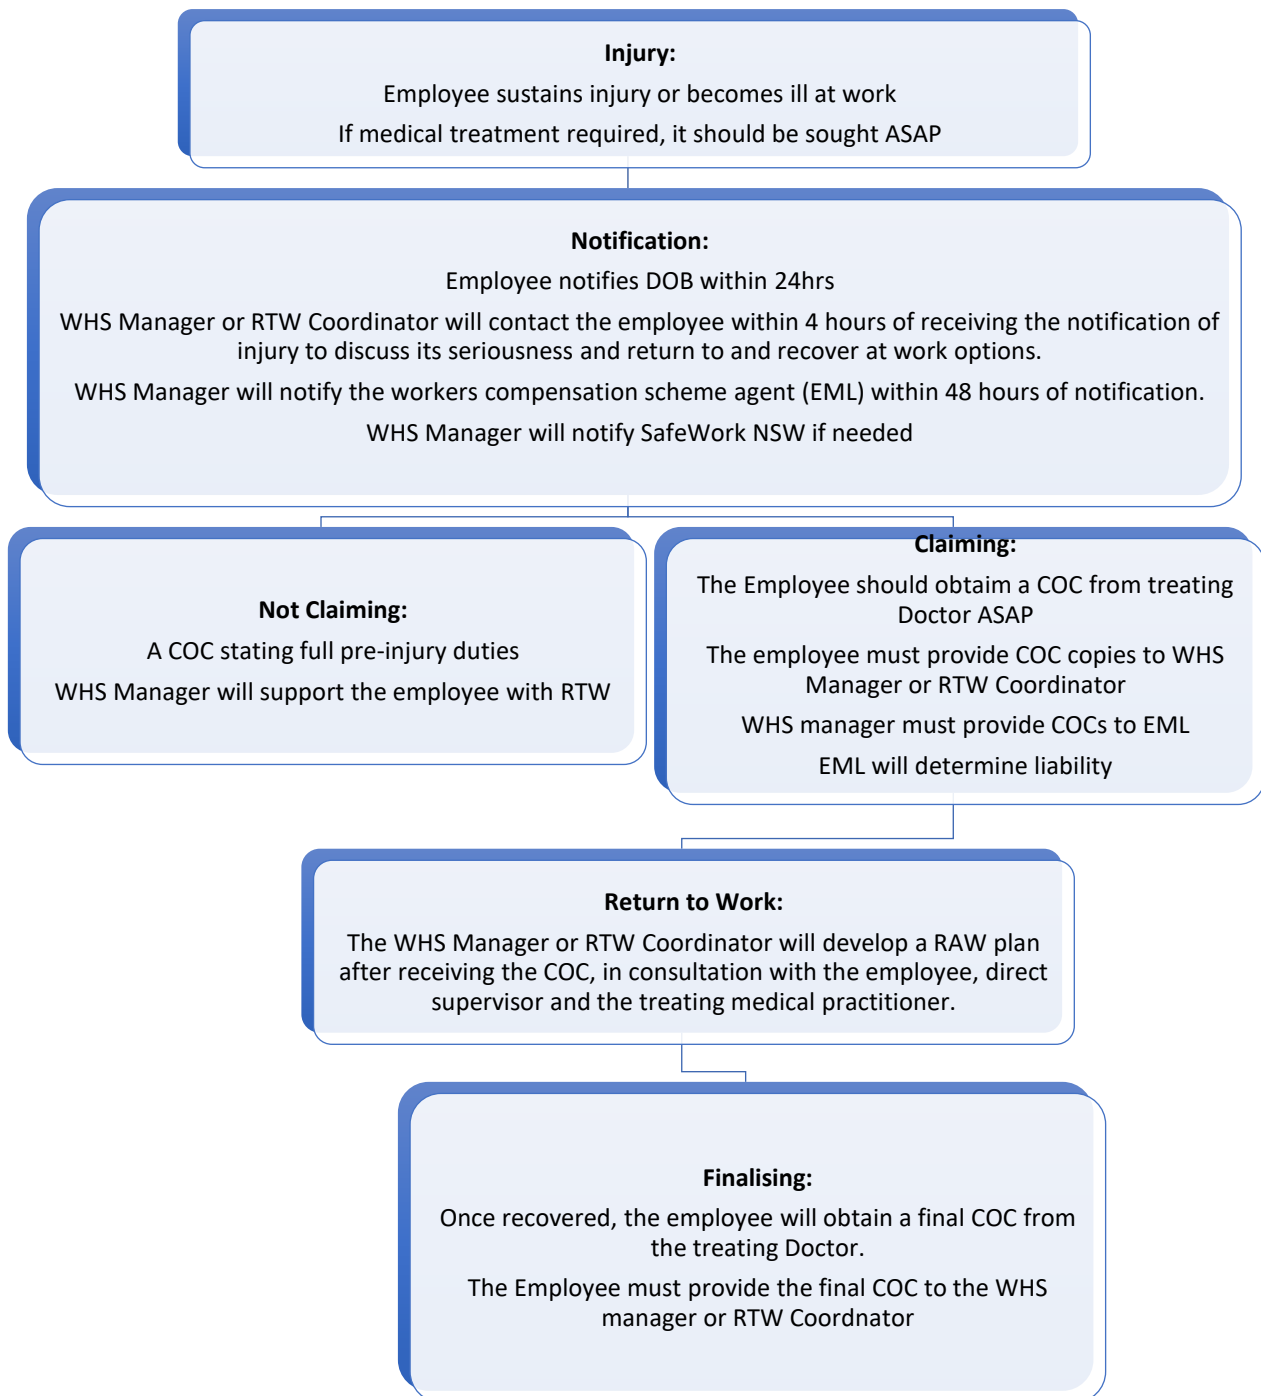 Injury:
Employee sustains injury or becomes ill at work
If medical treatment required, it should be sought ASAP
Notification:
Employee notifies DOB within 24hrs
WHS Manager or RTW Coordinator will contact the employee within 4 hours of receiving the notification of
injury to discuss its seriousness and return to and recover at work options.
WHS Manager will notify the workers compensation scheme agent (EML) within 48 hours of notification.
WHS Manager will notify SafeWork NSW if needed
Not Claiming:
A COC stating full pre-injury duties
WHS Manager will support the employee with RTW
Claiming:
The Employee should obtaim a COC from treating
Doctor ASAP
The employee must provide COC copies to WHS
Manager or RTW Coordinator
WHS manager must provide COCs to EML
EML will determine liability
Return to Work:
The WHS Manager or RTW Coordinator will develop a RAW plan
after receiving the COC, in consultation with the employee, direct
supervisor and the treating medical practitioner.
Finalising:
Once recovered, the employee will obtain a final COC from
the treating Doctor.
The Employee must provide the final COC to the WHS
manager or RTW Coordnator